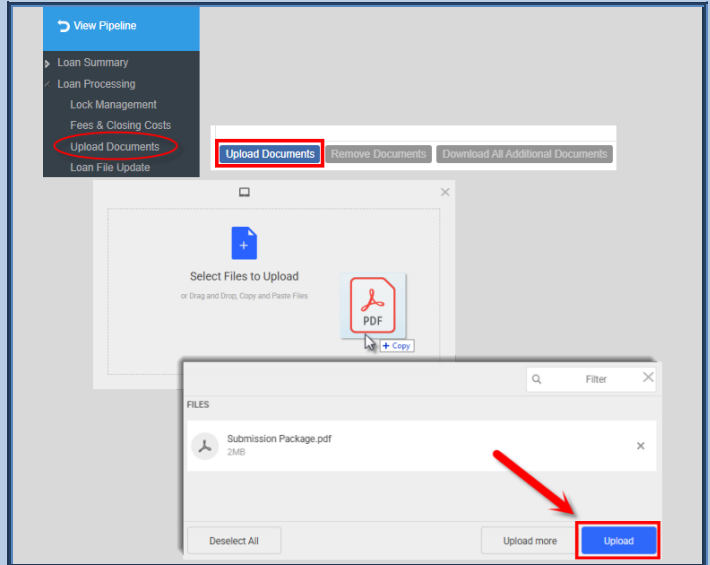 View Pipeline
Loan Summary
Loan Processing
Lock Management
Fees & Closing Costs
Upload Documents
Loan File Update
Upload Documents Remove Documents Download All Additional Documents
Select Files to Upload
or Drag and Drop, Copy and Paste Files
PDF
+ Copy
Filter
FILES
Submission Package.pdf
2MB
Deselect All Upload more Upload